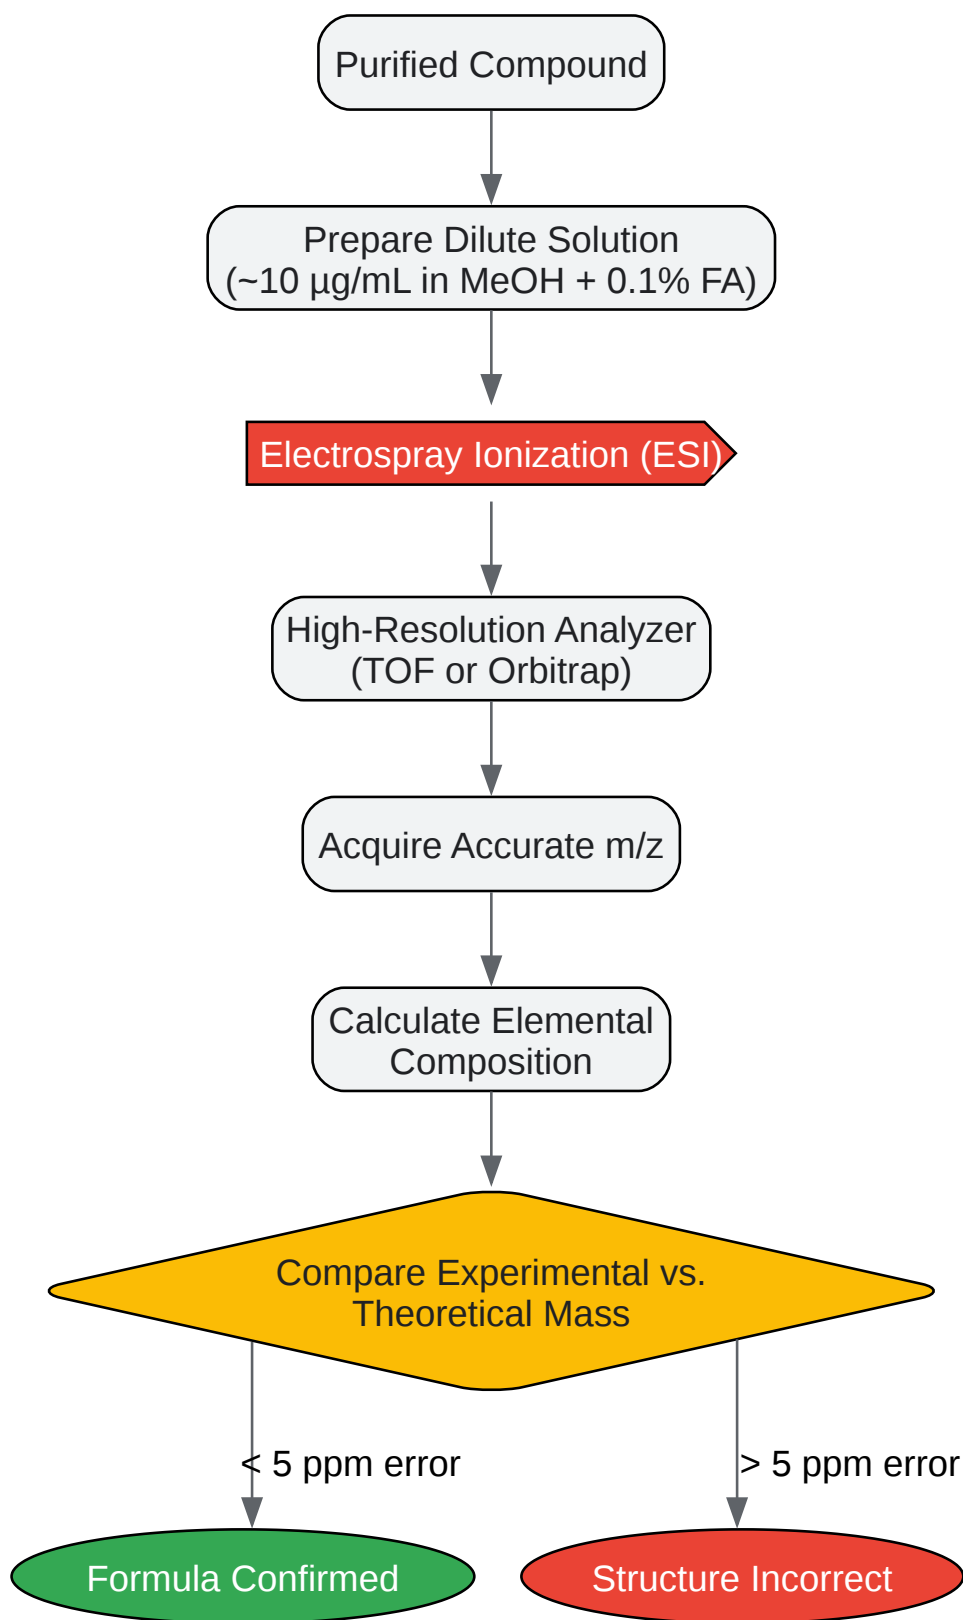 Purified Compound
Prepare Dilute Solution
(~10 µg/mL in MeOH + 0.1% FA)
Electrospray Ionization (ESI)
High-Resolution Analyzer
(TOF or Orbitrap)
Acquire Accurate m/z
Calculate Elemental
Composition
Compare Experimental vs.
Theoretical Mass
< 5 ppm error
> 5 ppm error
Formula Confirmed
Structure Incorrect